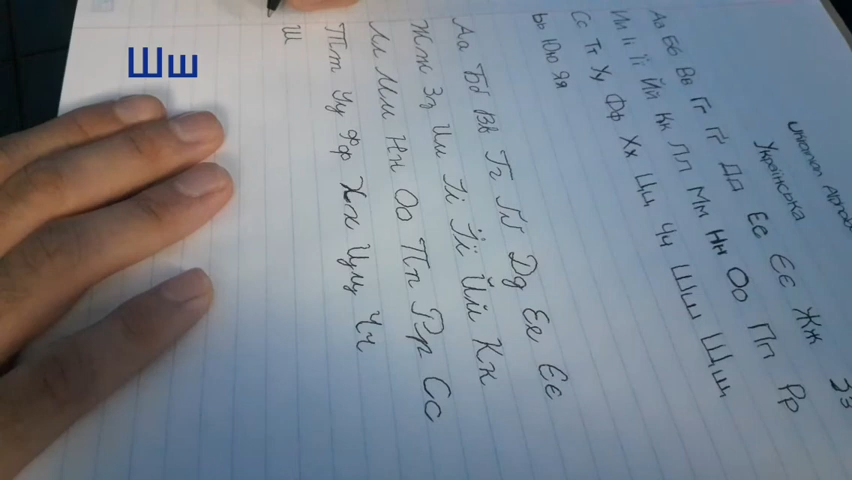 Ukrainian
Українська
Аа Бб Вв Гг Ґґ Дд Ее Єє Жж Зз
Ии Іі Її Йй Кк Лл Мм Нн Оо Пп Рр
Сс Тт Уу Фф Хх Цц Чч Шш Щщ
Ьь Юю Яя
Аа Бб Вв Гг Ґґ Дд Ее Єє
Жж Зз Ии Іі Її Йй Кк
Лл Мм Нн Оо Пп Рр Сс
Тт Уу Фф Хх Цц Чч
Ш
Шш